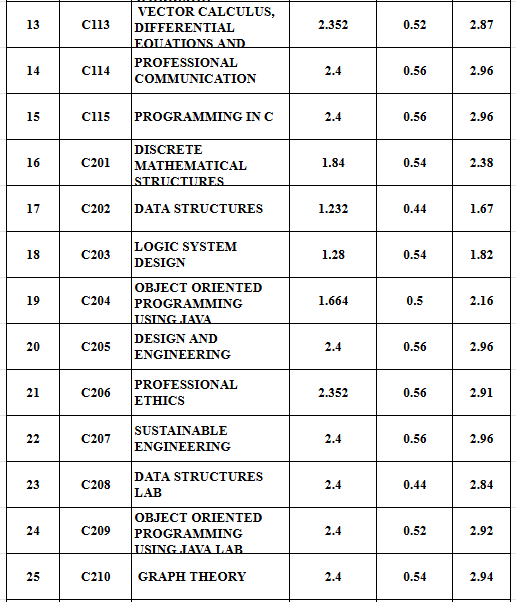 13 C113 VECTOR CALCULUS, 2.352 0.52 2.87
DIFFERENTIAL
EQUATIONS AND
14 C114 PROFESSIONAL 2.4 0.56 2.96
COMMUNICATION
15 C115 PROGRAMMING IN C 2.4 0.56 2.96
16 C201 DISCRETE 1.84 0.54 2.38
MATHEMATICAL
STRUCTURES
17 C202 DATA STRUCTURES 1.232 0.44 1.67
18 C203 LOGIC SYSTEM 1.28 0.54 1.82
DESIGN
19 C204 OBJECT ORIENTED 1.664 0.5 2.16
PROGRAMMING
USING JAVA
20 C205 DESIGN AND 2.4 0.56 2.96
ENGINEERING
21 C206 PROFESSIONAL 2.352 0.56 2.91
ETHICS
22 C207 SUSTAINABLE 2.4 0.56 2.96
ENGINEERING
23 C208 DATA STRUCTURES 2.4 0.44 2.84
LAB
24 C209 OBJECT ORIENTED 2.4 0.52 2.92
PROGRAMMING
USING JAVA LAB
25 C210 GRAPH THEORY 2.4 0.54 2.94